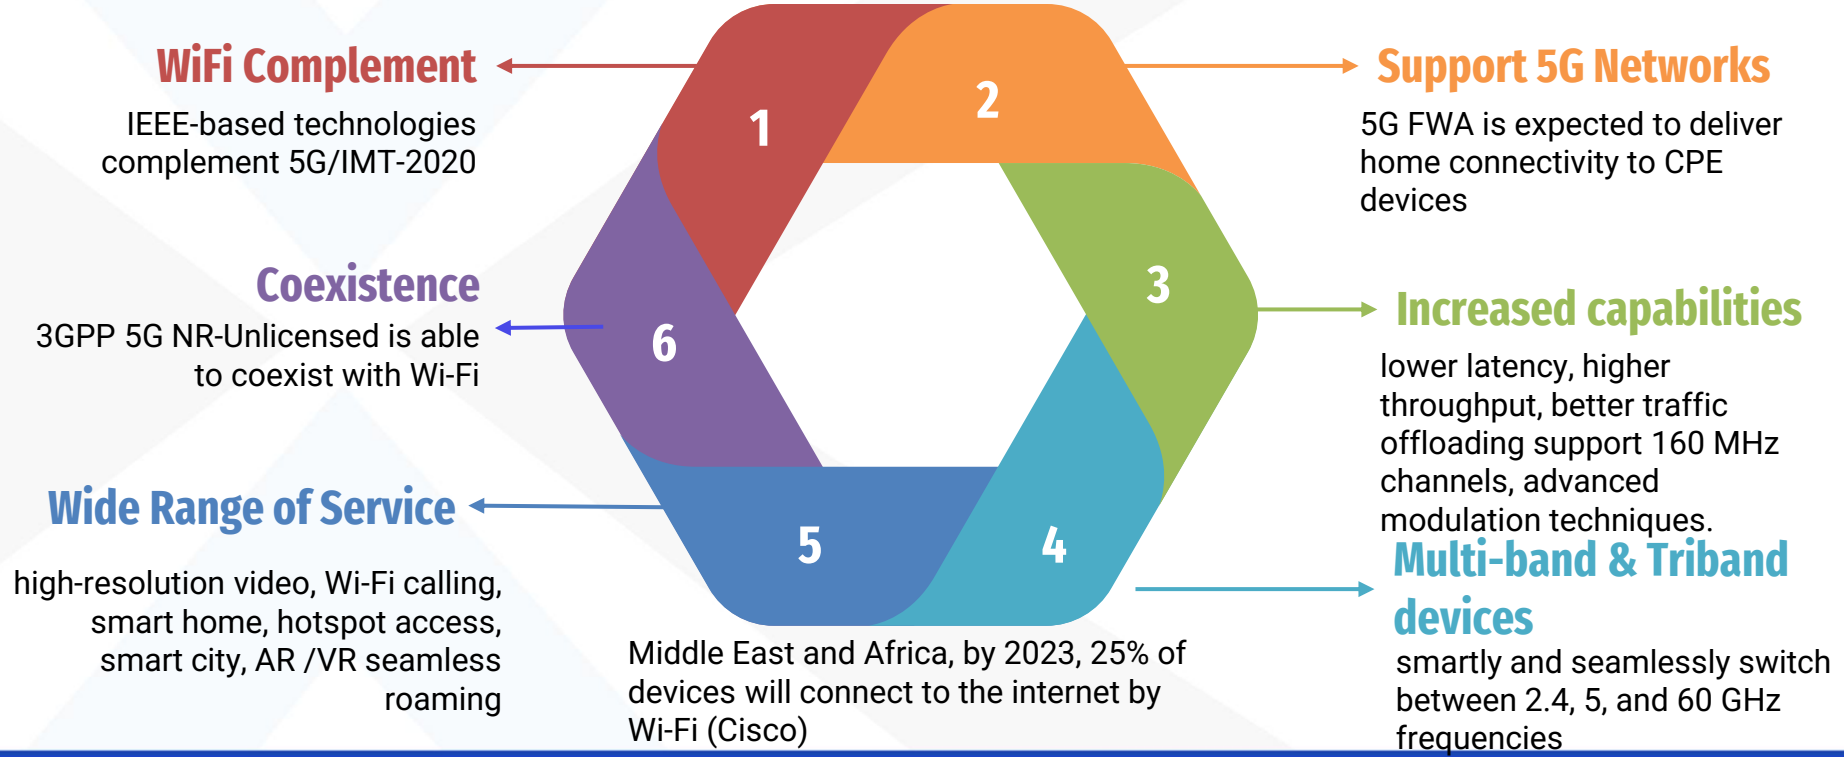 WiFi Complement
IEEE-based technologies
complement 5G/IMT-2020
1
2
Support 5G Networks
5G FWA is expected to deliver
home connectivity to CPE
devices
3
Increased capabilities
lower latency, higher
throughput, better traffic
offloading support 160 MHz
channels, advanced
modulation techniques.
4
Multi-band & Triband
devices
smartly and seamlessly switch
between 2.4, 5, and 60 GHz
frequencies
5
Wide Range of Service
high-resolution video, Wi-Fi calling,
smart home, hotspot access,
smart city, AR /VR seamless
roaming
6
Coexistence
3GPP 5G NR-Unlicensed is able
to coexist with Wi-Fi
Middle East and Africa, by 2023, 25% of
devices will connect to the internet by
Wi-Fi (Cisco)